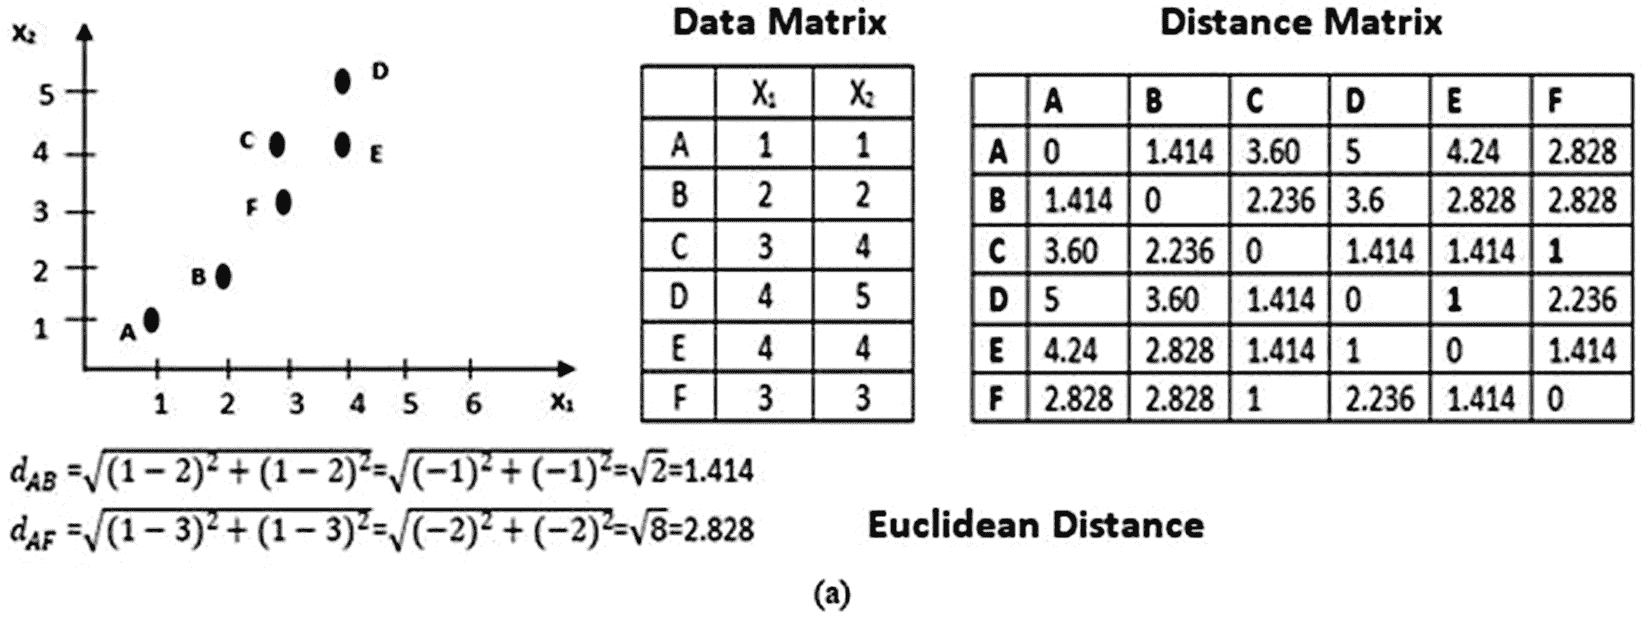 X₂
5
4
3
2
1
D
C
E
F
B
A
1 2 3 4 5 6 X₁
Data Matrix
X₁ X₂
A 1 1
B 2 2
C 3 4
D 4 5
E 4 4
F 3 3
Distance Matrix
A B C D E F
A 0 1.414 3.60 5 4.24 2.828
B 1.414 0 2.236 3.6 2.828 2.828
C 3.60 2.236 0 1.414 1.414 1
D 5 3.60 1.414 0 1 2.236
E 4.24 2.828 1.414 1 0 1.414
F 2.828 2.828 1 2.236 1.414 0
d_AB =√(1 − 2)² + (1 − 2)²=√(−1)² + (−1)²=√2=1.414
d_AF =√(1 − 3)² + (1 − 3)²=√(−2)² + (−2)²=√8=2.828
Euclidean Distance
(a)